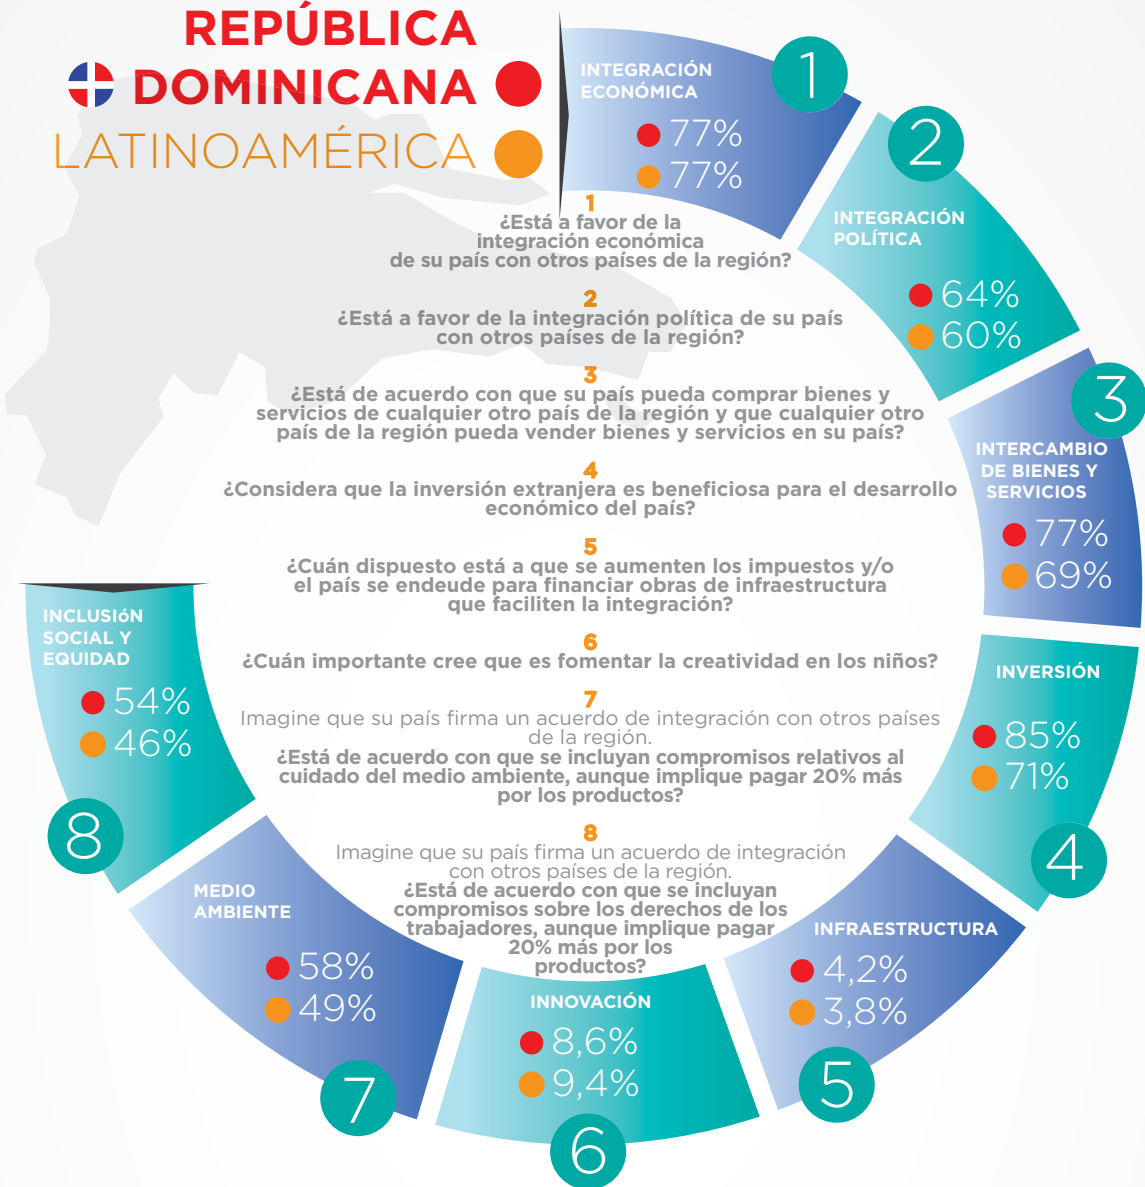 REPÚBLICA
DOMINICANA
LATINOAMÉRICA
INTEGRACIÓN
ECONÓMICA
77%
77%
1
2
INTEGRACIÓN
POLÍTICA
64%
60%
3
INTERCAMBIO
DE BIENES Y
SERVICIOS
77%
69%
INVERSIÓN
85%
71%
4
INFRAESTRUCTURA
4,2%
3,8%
5
INNOVACIÓN
8,6%
9,4%
6
MEDIO
AMBIENTE
58%
49%
7
INCLUSIóN
SOCIAL Y
EQUIDAD
54%
46%
8
1
¿Está a favor de la
integración económica
de su país con otros países de la región?
2
¿Está a favor de la integración política de su país
con otros países de la región?
3
¿Está de acuerdo con que su país pueda comprar bienes y
servicios de cualquier otro país de la región y que cualquier otro
país de la región pueda vender bienes y servicios en su país?
4
¿Considera que la inversión extranjera es beneficiosa para el desarrollo
económico del país?
5
¿Cuán dispuesto está a que se aumenten los impuestos y/o
el país se endeude para financiar obras de infraestructura
que faciliten la integración?
6
¿Cuán importante cree que es fomentar la creatividad en los niños?
7
Imagine que su país firma un acuerdo de integración con otros países
de la región.
¿Está de acuerdo con que se incluyan compromisos relativos al
cuidado del medio ambiente, aunque implique pagar 20% más
por los productos?
8
Imagine que su país firma un acuerdo de integración
con otros países de la región.
¿Está de acuerdo con que se incluyan
compromisos sobre los derechos de los
trabajadores, aunque implique pagar
20% más por los
productos?